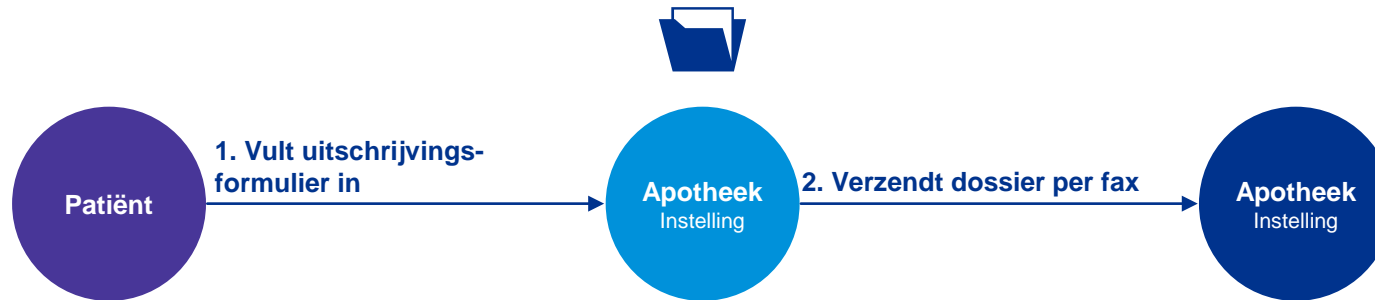 Patiënt
1. Vult uitschrijvings-
formulier in
Apotheek
Instelling
2. Verzendt dossier per fax
Apotheek
Instelling